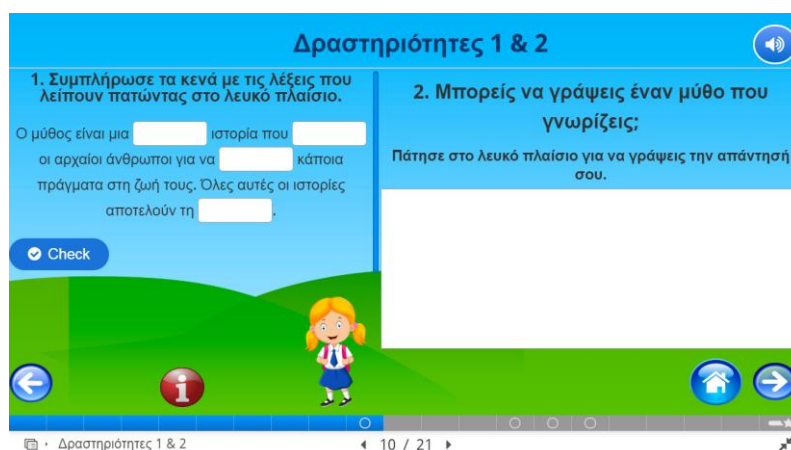 Δραστηριότητες 1 & 2
1. Συμπλήρωσε τα κενά με τις λέξεις που
λείπουν πατώντας στο λευκό πλαίσιο.
Ο μύθος είναι μια ιστορία που
οι αρχαίοι άνθρωποι για να κάποια
πράγματα στη ζωή τους. Όλες αυτές οι ιστορίες
αποτελούν τη .
Check
2. Μπορείς να γράψεις έναν μύθο που
γνωρίζεις;
Πάτησε στο λευκό πλαίσιο για να γράψεις την απάντησή
σου.
Δραστηριότητες 1 & 2
10 / 21